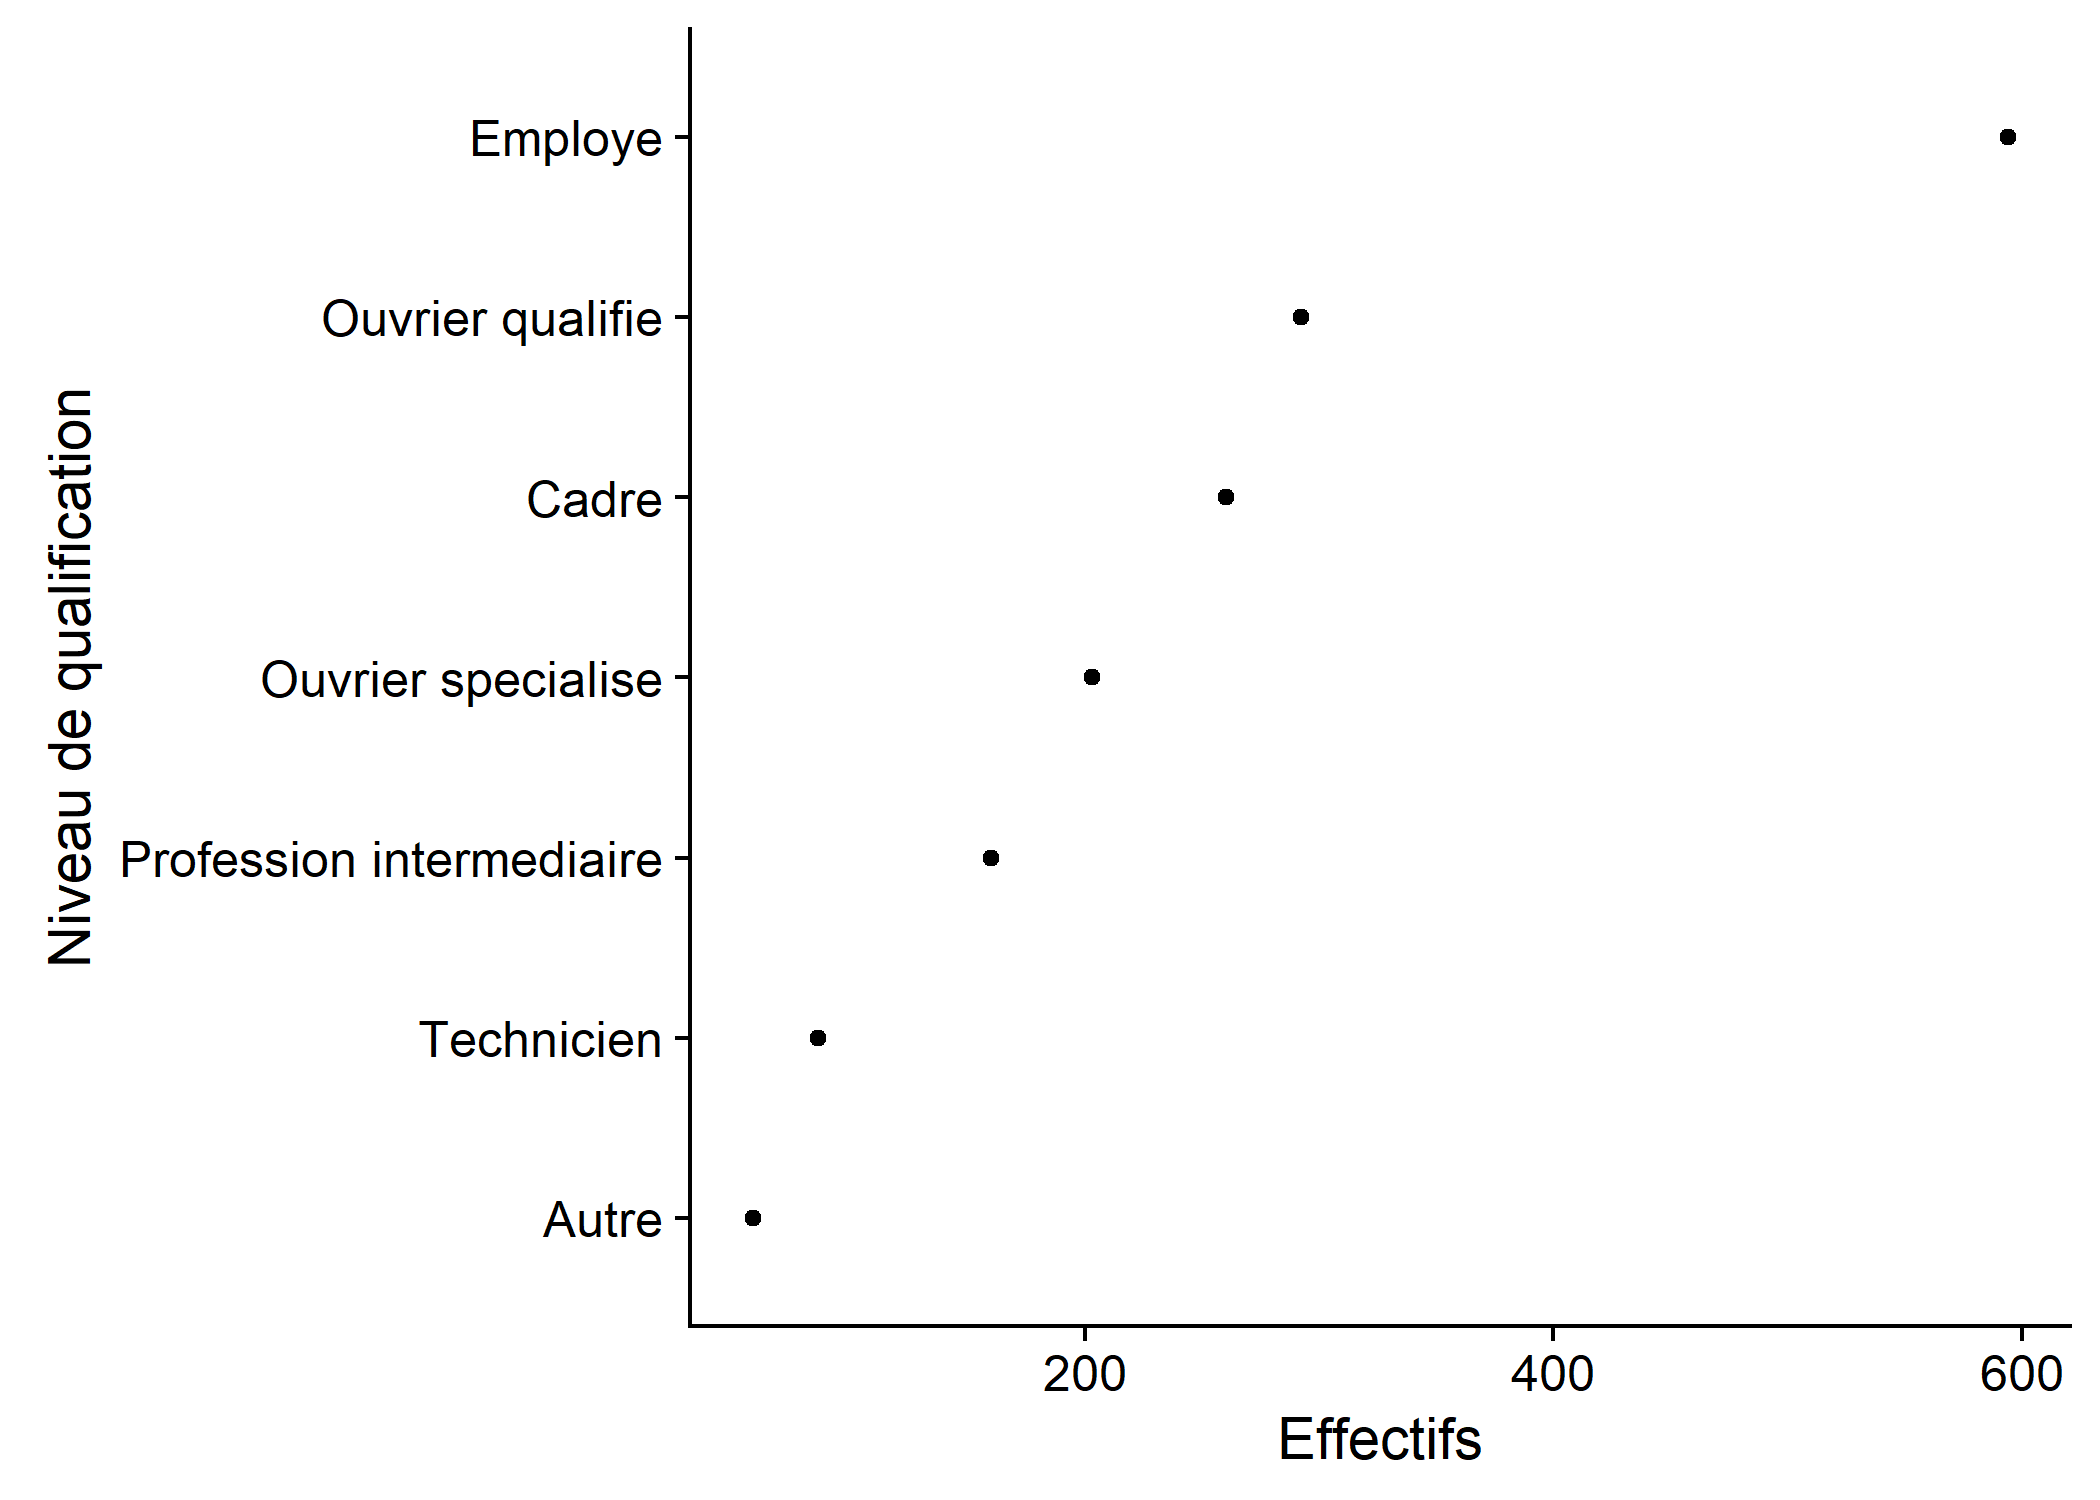 Niveau de qualification
Employe
Ouvrier qualifie
Cadre
Ouvrier specialise
Profession intermediaire
Technicien
Autre
200 400 600
Effectifs